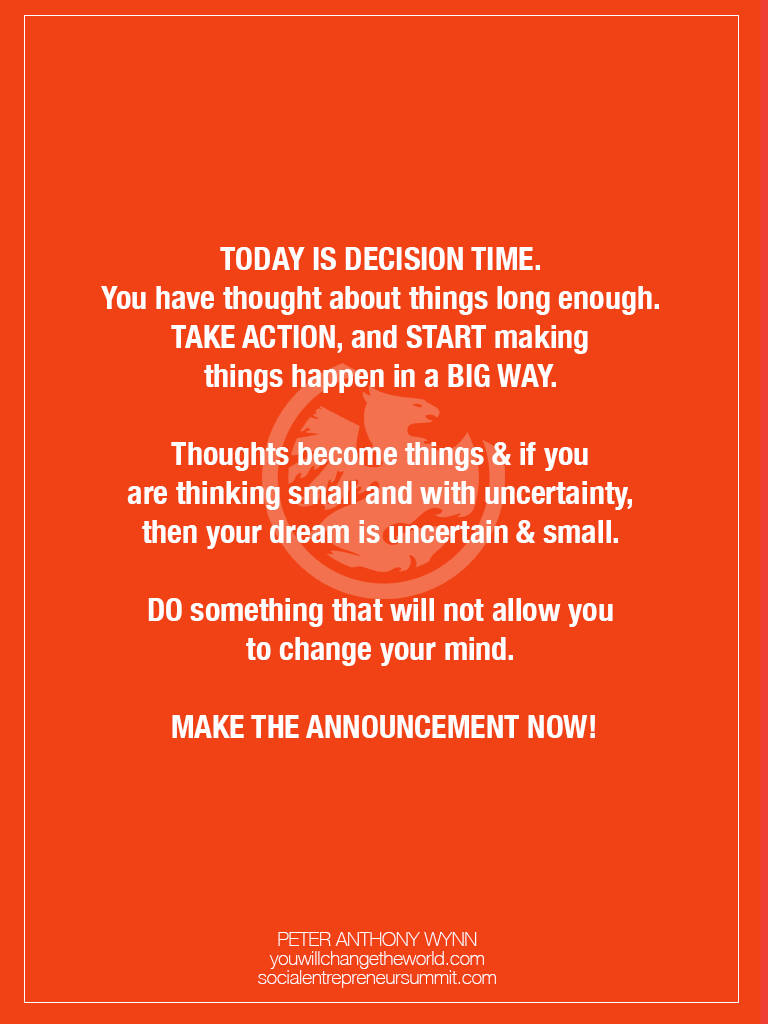 TODAY IS DECISION TIME.
You have thought about things long enough.
TAKE ACTION, and START making
things happen in a BIG WAY.
Thoughts become things & if you
are thinking small and with uncertainty,
then your dream is uncertain & small.
DO something that will not allow you
to change your mind.
MAKE THE ANNOUNCEMENT NOW!
PETER ANTHONY WYNN
youwillchangetheworld.com
socialentrepreneursummit.com